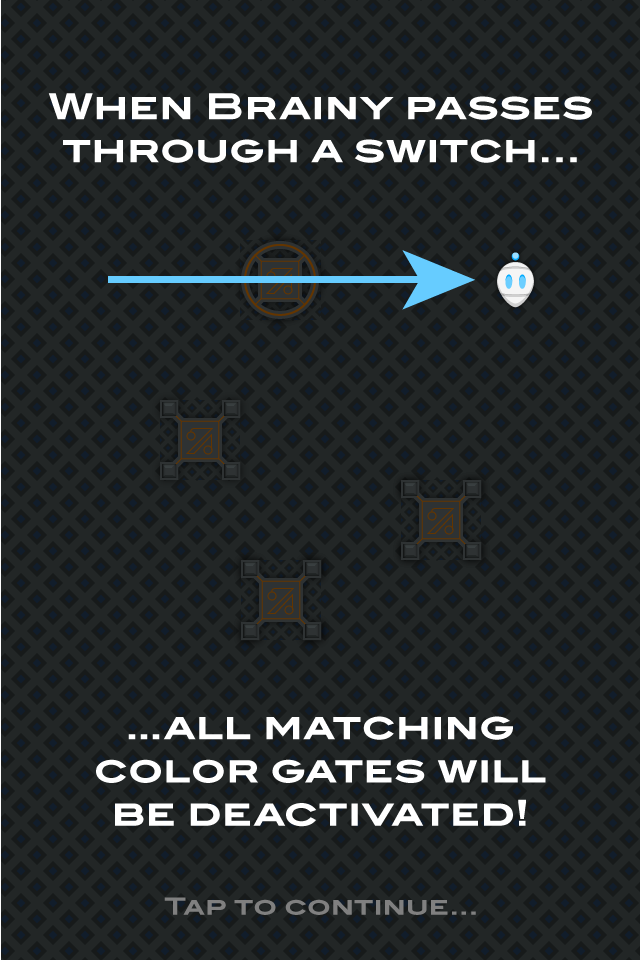 When Brainy passes
through a switch...
...all matching
color gates will
be deactivated!
Tap to continue...